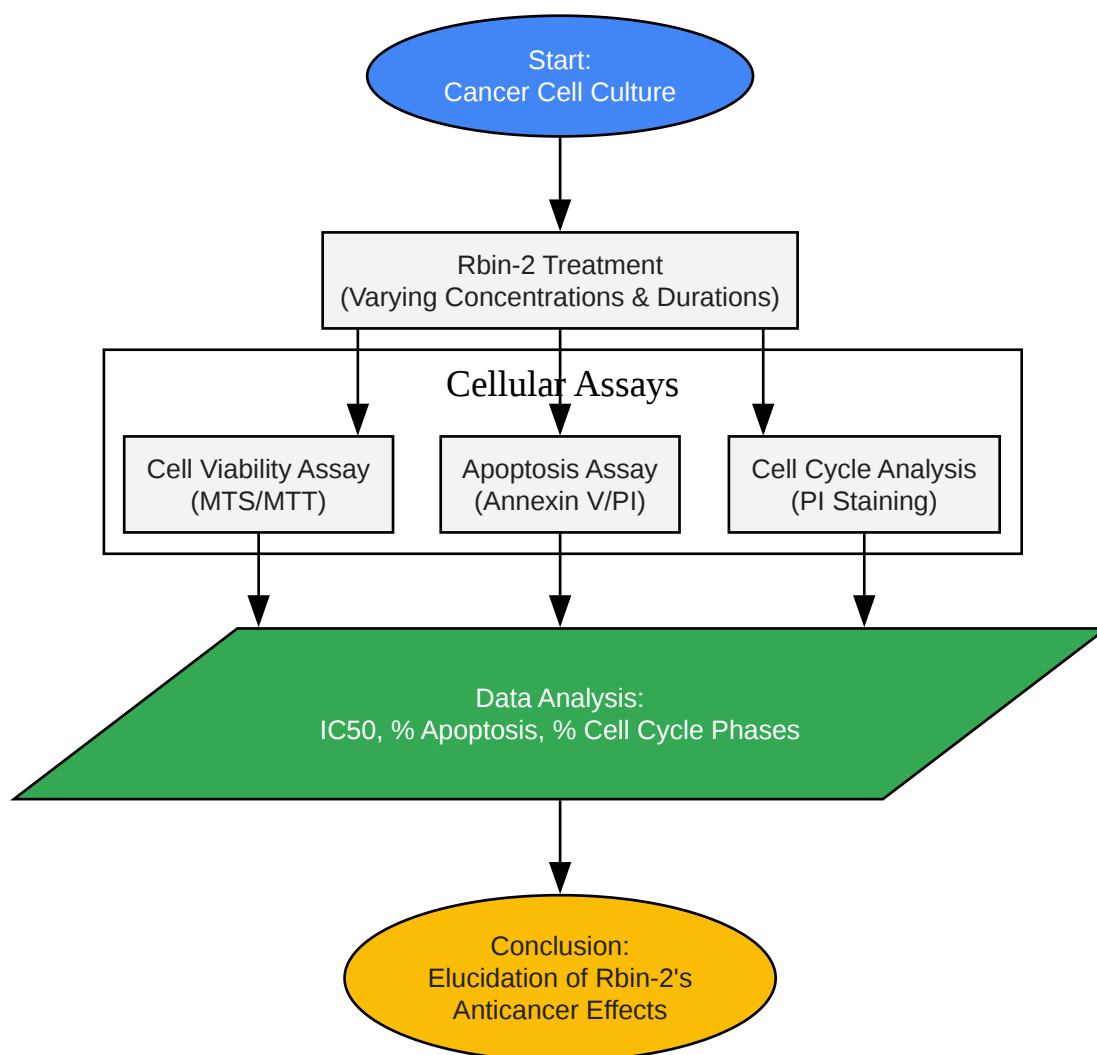 Start:
Cancer Cell Culture
Rbin-2 Treatment
(Varying Concentrations & Durations)
Cellular Assays
Cell Viability Assay
(MTS/MTT)
Apoptosis Assay
(Annexin V/PI)
Cell Cycle Analysis
(PI Staining)
Data Analysis:
IC50, % Apoptosis, % Cell Cycle Phases
Conclusion:
Elucidation of Rbin-2's
Anticancer Effects